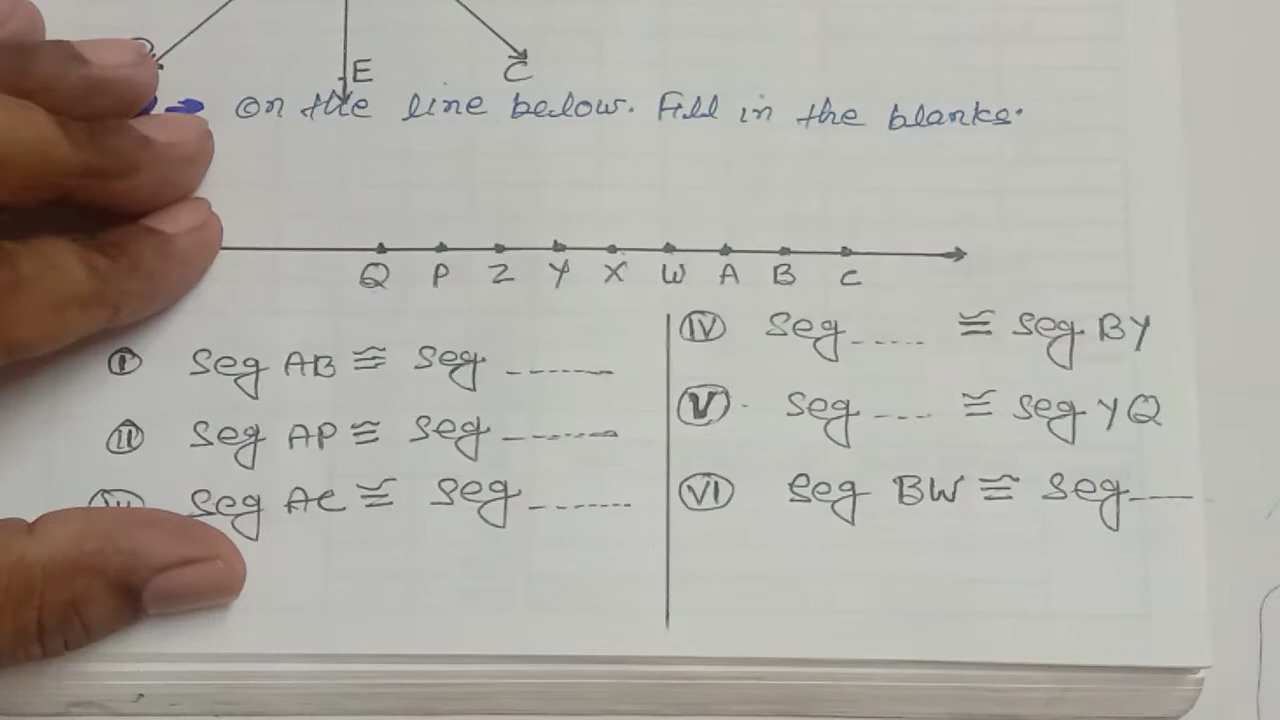 E
C
on the line below. Fill in the blanks.
Q P Z Y X W A B C
I seg AB ≅ seg ------
II seg AP ≅ seg -------
seg AC ≅ seg -------
IV seg ----- ≅ seg BY
V seg --- ≅ seg YQ
VI seg BW ≅ seg ___